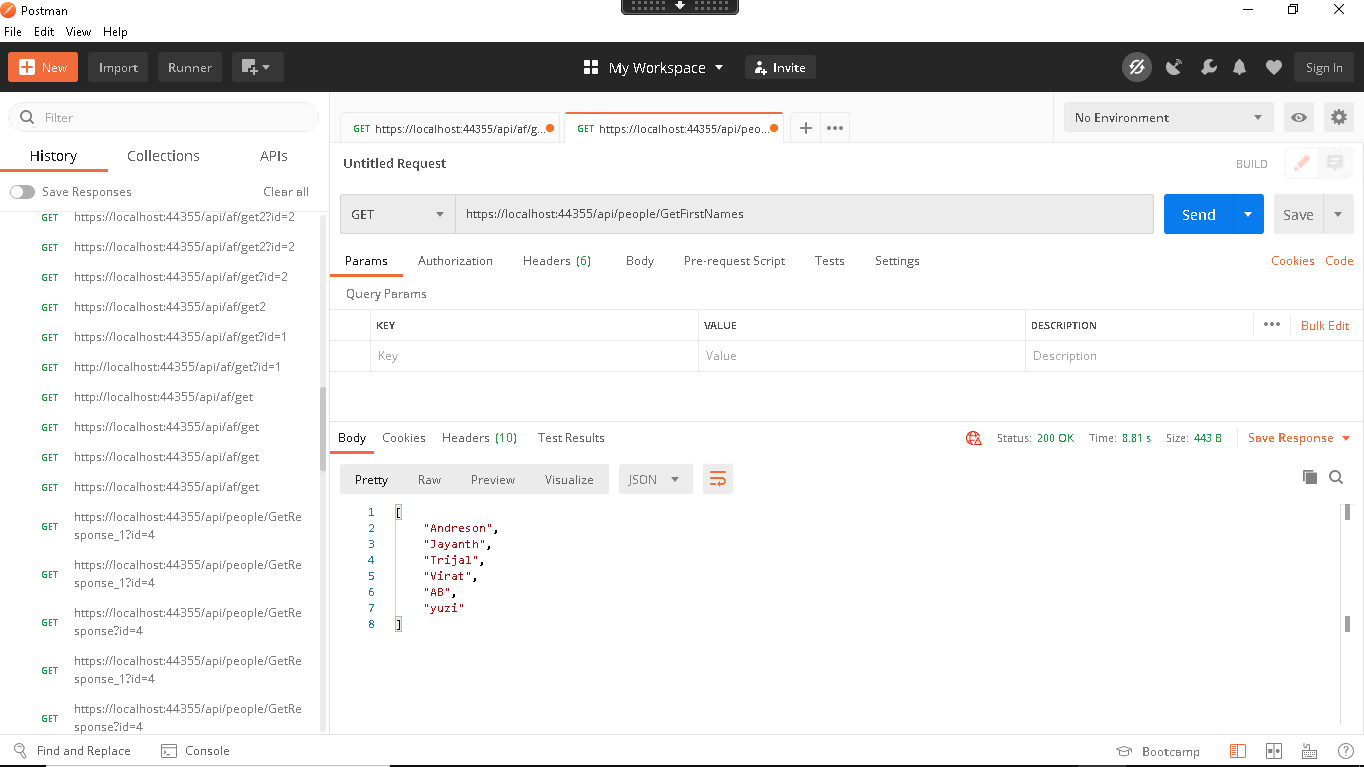 Postman
File Edit View Help
New Import Runner My Workspace Invite Sign In
Filter
History Collections APIs
Save Responses Clear all
GET https://localhost:44355/api/af/get2?id=2
GET https://localhost:44355/api/af/get2?id=2
GET https://localhost:44355/api/af/get?id=2
GET https://localhost:44355/api/af/get2
GET https://localhost:44355/api/af/get?id=1
GET http://localhost:44355/api/af/get?id=1
GET http://localhost:44355/api/af/get
GET https://localhost:44355/api/af/get
GET https://localhost:44355/api/af/get
GET https://localhost:44355/api/af/get
GET https://localhost:44355/api/people/GetRe
sponse_1?id=4
GET https://localhost:44355/api/people/GetRe
sponse_1?id=4
GET https://localhost:44355/api/people/GetRe
sponse?id=4
GET https://localhost:44355/api/people/GetRe
sponse_1?id=4
GET https://localhost:44355/api/people/GetRe
sponse?id=4
GET https://localhost:44355/api/af/g... GET https://localhost:44355/api/peo... + ••• No Environment
Untitled Request BUILD
GET https://localhost:44355/api/people/GetFirstNames Send Save
Params Authorization Headers (6) Body Pre-request Script Tests Settings Cookies Code
Query Params
KEY VALUE DESCRIPTION ••• Bulk Edit
Key Value Description
Body Cookies Headers (10) Test Results Status: 200 OK Time: 8.81 s Size: 443 B Save Response
Pretty Raw Preview Visualize JSON
1 [
2 "Andreson",
3 "Jayanth",
4 "Trijal",
5 "Virat",
6 "AB",
7 "yuzi"
8 ]
Find and Replace Console Bootcamp